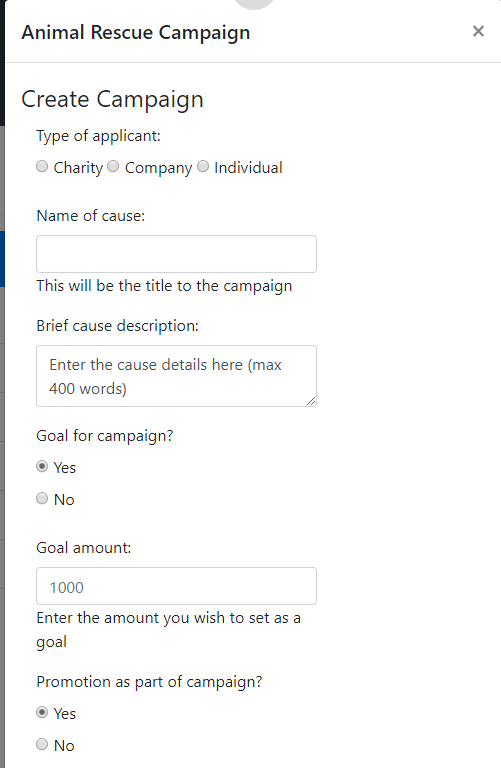 Animal Rescue Campaign ×
Create Campaign
Type of applicant:
Charity Company Individual
Name of cause:
This will be the title to the campaign
Brief cause description:
Enter the cause details here (max
400 words)
Goal for campaign?
Yes
No
Goal amount:
1000
Enter the amount you wish to set as a
goal
Promotion as part of campaign?
Yes
No